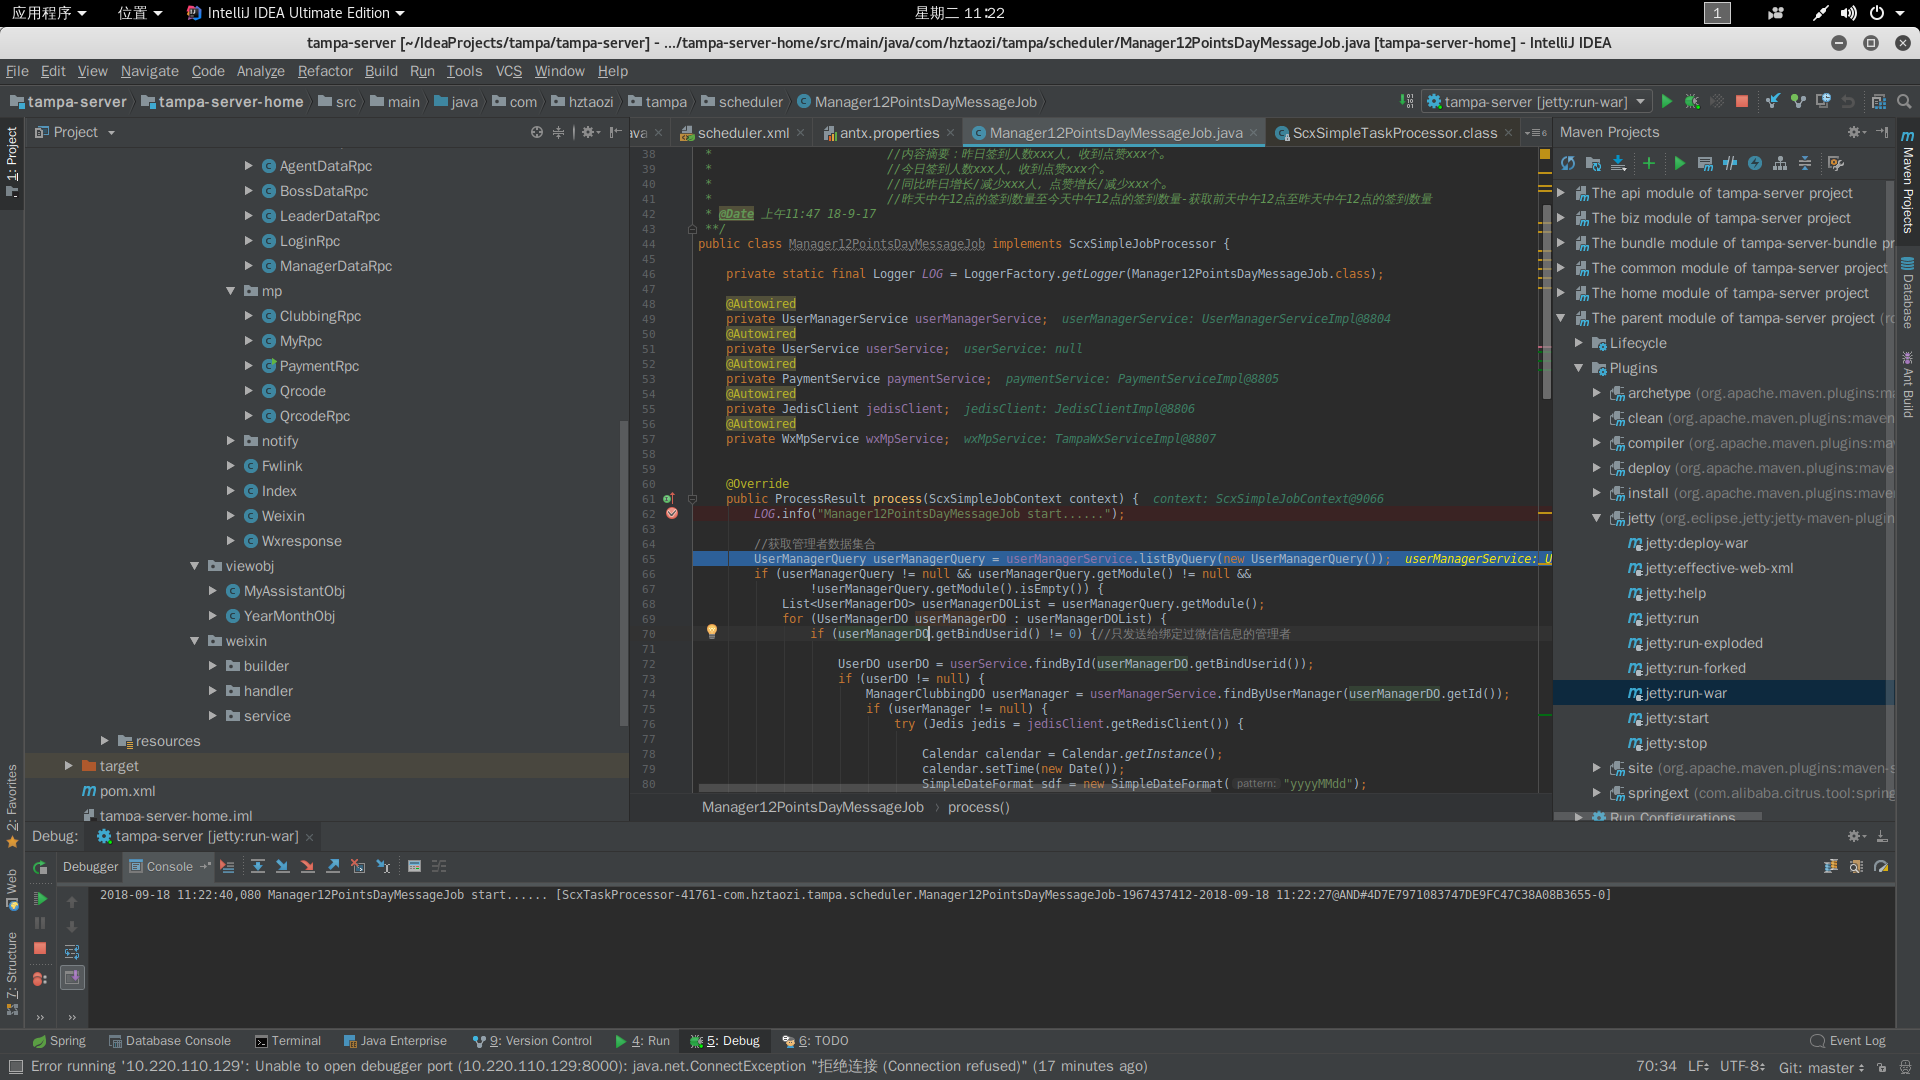 应用程序 位置 IntelliJ IDEA Ultimate Edition 星期二 11:22 1
tampa-server [~/IdeaProjects/tampa/tampa-server] - .../tampa-server-home/src/main/java/com/hztaozi/tampa/scheduler/Manager12PointsDayMessageJob.java [tampa-server-home] - IntelliJ IDEA
File Edit View Navigate Code Analyze Refactor Build Run Tools VCS Window Help
tampa-server tampa-server-home src main java com hztaozi tampa scheduler Manager12PointsDayMessageJob tampa-server [jetty:run-war]
1: Project
Project
AgentDataRpc
BossDataRpc
LeaderDataRpc
LoginRpc
ManagerDataRpc
mp
ClubbingRpc
MyRpc
PaymentRpc
Qrcode
QrcodeRpc
notify
Fwlink
Index
Weixin
Wxresponse
viewobj
MyAssistantObj
YearMonthObj
weixin
builder
handler
service
resources
target
pom.xml
tampa-server-home.iml
ava scheduler.xml antx.properties Manager12PointsDayMessageJob.java ScxSimpleTaskProcessor.class 6
38 * //内容摘要：昨日签到人数xxx人，收到点赞xxx个。
39 * //今日签到人数xxx人，收到点赞xxx个。
40 * //同比昨日增长/减少xxx人，点赞增长/减少xxx个。
41 * //昨天中午12点的签到数量至今天中午12点的签到数量-获取前天中午12点至昨天中午12点的签到数量
42 * @Date 上午11:47 18-9-17
43 **/
44 public class Manager12PointsDayMessageJob implements ScxSimpleJobProcessor {
45
46 private static final Logger LOG = LoggerFactory.getLogger(Manager12PointsDayMessageJob.class);
47
48 @Autowired
49 private UserManagerService userManagerService; userManagerService: UserManagerServiceImpl@8804
50 @Autowired
51 private UserService userService; userService: null
52 @Autowired
53 private PaymentService paymentService; paymentService: PaymentServiceImpl@8805
54 @Autowired
55 private JedisClient jedisClient; jedisClient: JedisClientImpl@8806
56 @Autowired
57 private WxMpService wxMpService; wxMpService: TampaWxServiceImpl@8807
58
59
60 @Override
61 public ProcessResult process(ScxSimpleJobContext context) { context: ScxSimpleJobContext@9066
62 LOG.info("Manager12PointsDayMessageJob start......");
63
64 //获取管理者数据集合
65 UserManagerQuery userManagerQuery = userManagerService.listByQuery(new UserManagerQuery()); userManagerService: U
66 if (userManagerQuery != null && userManagerQuery.getModule() != null &&
67 !userManagerQuery.getModule().isEmpty()) {
68 List<UserManagerDO> userManagerDOList = userManagerQuery.getModule();
69 for (UserManagerDO userManagerDO : userManagerDOList) {
70 if (userManagerDO.getBindUserid() != 0) {//只发送给绑定过微信信息的管理者
71
72 UserDO userDO = userService.findById(userManagerDO.getBindUserid());
73 if (userDO != null) {
74 ManagerClubbingDO userManager = userManagerService.findByUserManager(userManagerDO.getId());
75 if (userManager != null) {
76 try (Jedis jedis = jedisClient.getRedisClient()) {
77
78 Calendar calendar = Calendar.getInstance();
79 calendar.setTime(new Date());
80 SimpleDateFormat sdf = new SimpleDateFormat( pattern: "yyyyMMdd");
Manager12PointsDayMessageJob process()
Maven Projects
The api module of tampa-server project
The biz module of tampa-server project
The bundle module of tampa-server-bundle pr
The common module of tampa-server project
The home module of tampa-server project
The parent module of tampa-server project (ro
Lifecycle
Plugins
archetype (org.apache.maven.plugins:ma
clean (org.apache.maven.plugins:maven
compiler (org.apache.maven.plugins:mav
deploy (org.apache.maven.plugins:mave
install (org.apache.maven.plugins:maven
jetty (org.eclipse.jetty:jetty-maven-plugin
jetty:deploy-war
jetty:effective-web-xml
jetty:help
jetty:run
jetty:run-exploded
jetty:run-forked
jetty:run-war
jetty:start
jetty:stop
site (org.apache.maven.plugins:maven-s
springext (com.alibaba.citrus.tool:spring
Run Configurations
Maven Projects
Database
Ant Build
2: Favorites
Web
7: Structure
Debug: tampa-server [jetty:run-war]
Debugger Console
2018-09-18 11:22:40,080 Manager12PointsDayMessageJob start...... [ScxTaskProcessor-41761-com.hztaozi.tampa.scheduler.Manager12PointsDayMessageJob-1967437412-2018-09-18 11:22:27@AND#4D7E7971083747DE9FC47C38A08B3655-0]
Spring Database Console Terminal Java Enterprise 9: Version Control 4: Run 5: Debug 6: TODO Event Log
Error running '10.220.110.129': Unable to open debugger port (10.220.110.129:8000): java.net.ConnectException "拒绝连接 (Connection refused)" (17 minutes ago) 70:34 LF UTF-8 Git: master